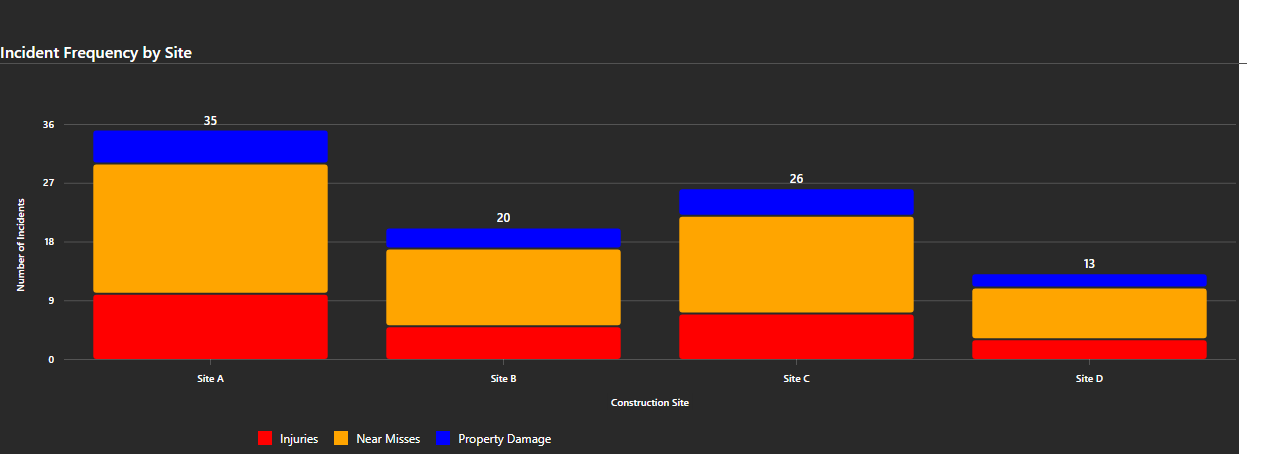 Incident Frequency by Site
36
27
18
9
0
Number of Incidents
35
20
26
13
Site A
Site B
Site C
Site D
Construction Site
Injuries
Near Misses
Property Damage